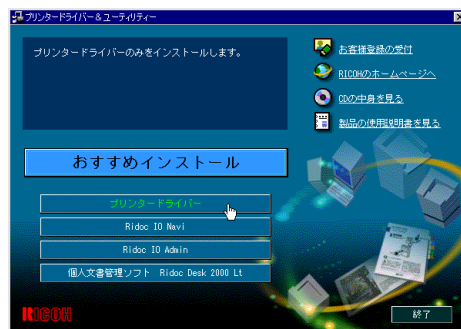 プリンタードライバー＆ユーティリティー
プリンタードライバーのみをインストールします。
お客様登録の受付
RICOHのホームページへ
CDの中身を見る
製品の使用説明書を見る
おすすめインストール
プリンタードライバー
Ridoc IO Navi
Ridoc IO Admin
個人文書管理ソフト Ridoc Desk 2000 Lt
RICOH
終了